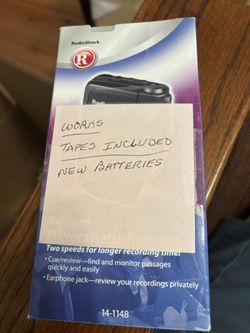 RadioShack.
R
Radio
WORKS
TAPES INCLUDED
NEW BATTERIES
Two speeds for longer recording time!
• Cue/review—find and monitor passages
quickly and easily
• Earphone jack—review your recordings privately
14-1148